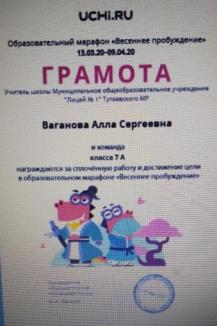 UCHI.RU
Образовательный марафон «Весеннее пробуждение»
13.03.20-09.04.20
ГРАМОТА
Учитель школы Муниципальное общеобразовательное учреждение
"Лицей № 1" Тутаевского МР
Ваганова Алла Сергеевна
и команда
класса 7 А
награждаются за сплочённую работу и достижение цели
в образовательном марафоне «Весеннее пробуждение»